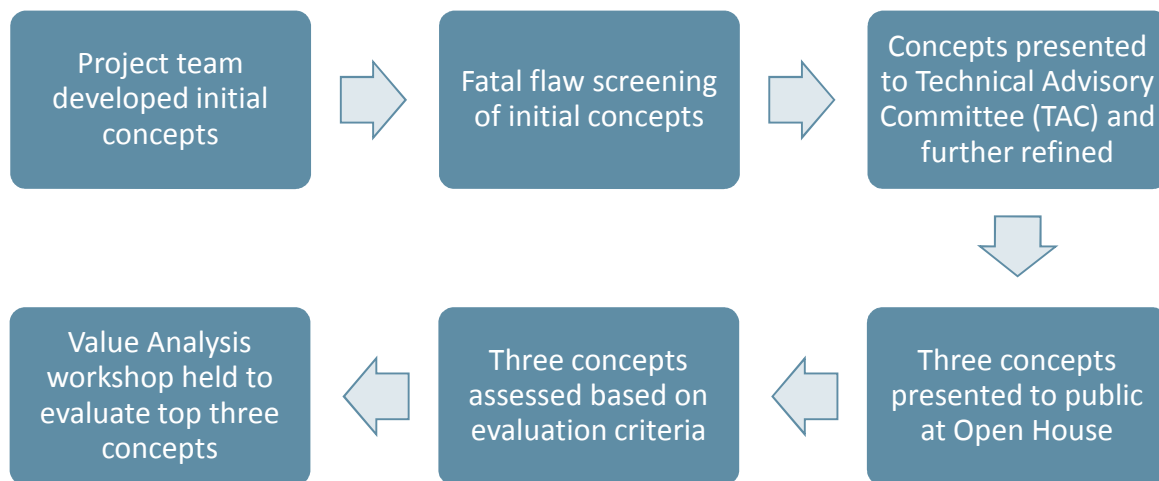 Project team
developed initial
concepts
Fatal flaw screening
of initial concepts
Concepts presented
to Technical Advisory
Committee (TAC) and
further refined
Three concepts
presented to public
at Open House
Three concepts
assessed based on
evaluation criteria
Value Analysis
workshop held to
evaluate top three
concepts